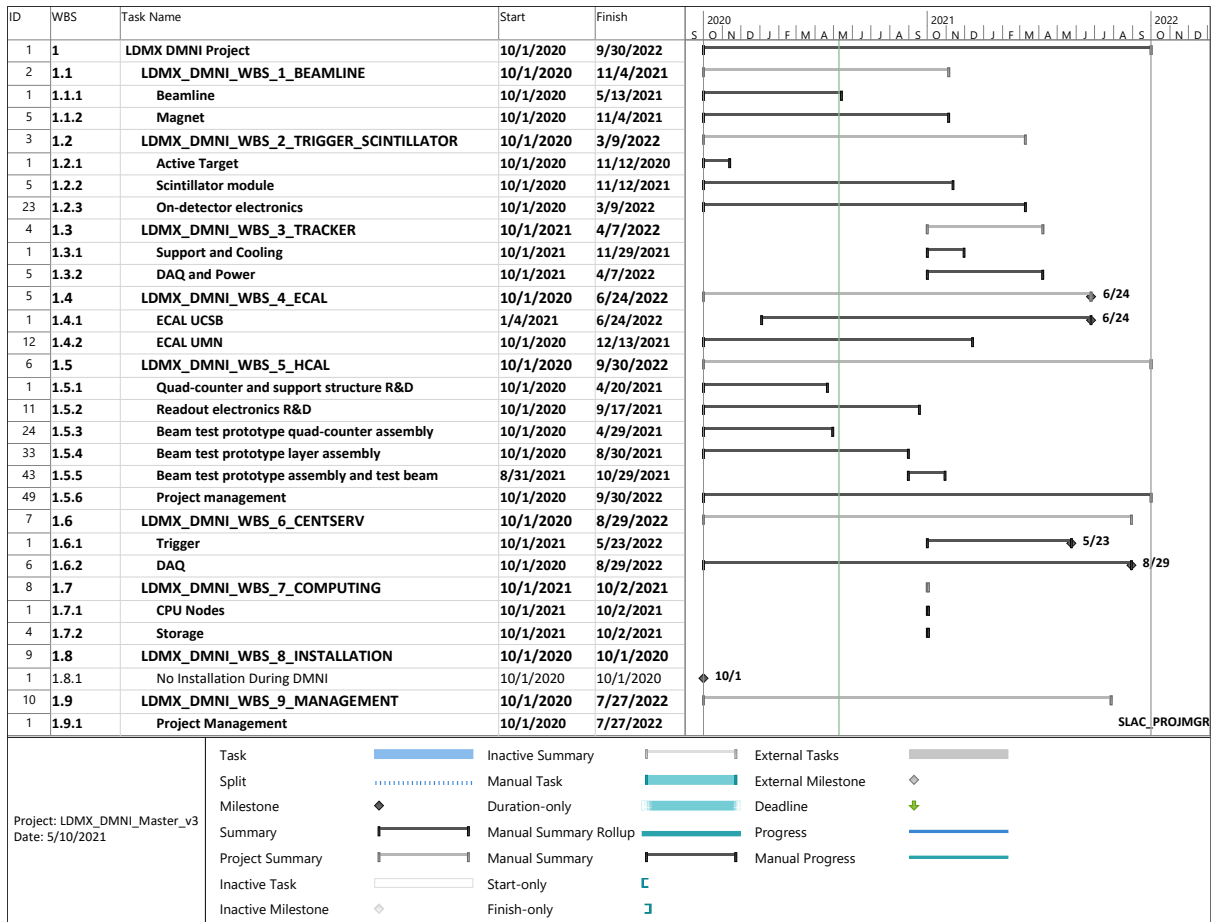 ID WBS Task Name Start Finish 2020 2021 2022
S O N D J F M A M J J A S O N D J F M A M J J A S O N D
1 1 LDMX DMNI Project 10/1/2020 9/30/2022
2 1.1 LDMX_DMNI_WBS_1_BEAMLINE 10/1/2020 11/4/2021
1 1.1.1 Beamline 10/1/2020 5/13/2021
5 1.1.2 Magnet 10/1/2020 11/4/2021
3 1.2 LDMX_DMNI_WBS_2_TRIGGER_SCINTILLATOR 10/1/2020 3/9/2022
1 1.2.1 Active Target 10/1/2020 11/12/2020
5 1.2.2 Scintillator module 10/1/2020 11/12/2021
23 1.2.3 On-detector electronics 10/1/2020 3/9/2022
4 1.3 LDMX_DMNI_WBS_3_TRACKER 10/1/2021 4/7/2022
1 1.3.1 Support and Cooling 10/1/2021 11/29/2021
5 1.3.2 DAQ and Power 10/1/2021 4/7/2022
5 1.4 LDMX_DMNI_WBS_4_ECAL 10/1/2020 6/24/2022 6/24
1 1.4.1 ECAL UCSB 1/4/2021 6/24/2022 6/24
12 1.4.2 ECAL UMN 10/1/2020 12/13/2021
6 1.5 LDMX_DMNI_WBS_5_HCAL 10/1/2020 9/30/2022
1 1.5.1 Quad-counter and support structure R&D 10/1/2020 4/20/2021
11 1.5.2 Readout electronics R&D 10/1/2020 9/17/2021
24 1.5.3 Beam test prototype quad-counter assembly 10/1/2020 4/29/2021
33 1.5.4 Beam test prototype layer assembly 10/1/2020 8/30/2021
43 1.5.5 Beam test prototype assembly and test beam 8/31/2021 10/29/2021
49 1.5.6 Project management 10/1/2020 9/30/2022
7 1.6 LDMX_DMNI_WBS_6_CENTSERV 10/1/2020 8/29/2022
1 1.6.1 Trigger 10/1/2021 5/23/2022 5/23
6 1.6.2 DAQ 10/1/2020 8/29/2022 8/29
8 1.7 LDMX_DMNI_WBS_7_COMPUTING 10/1/2021 10/2/2021
1 1.7.1 CPU Nodes 10/1/2021 10/2/2021
4 1.7.2 Storage 10/1/2021 10/2/2021
9 1.8 LDMX_DMNI_WBS_8_INSTALLATION 10/1/2020 10/1/2020
1 1.8.1 No Installation During DMNI 10/1/2020 10/1/2020 10/1
10 1.9 LDMX_DMNI_WBS_9_MANAGEMENT 10/1/2020 7/27/2022
1 1.9.1 Project Management 10/1/2020 7/27/2022 SLAC_PROJMGR
Project: LDMX_DMNI_Master_v3
Date: 5/10/2021
Task Inactive Summary External Tasks
Split Manual Task External Milestone
Milestone Duration-only Deadline
Summary Manual Summary Rollup Progress
Project Summary Manual Summary Manual Progress
Inactive Task Start-only
Inactive Milestone Finish-only